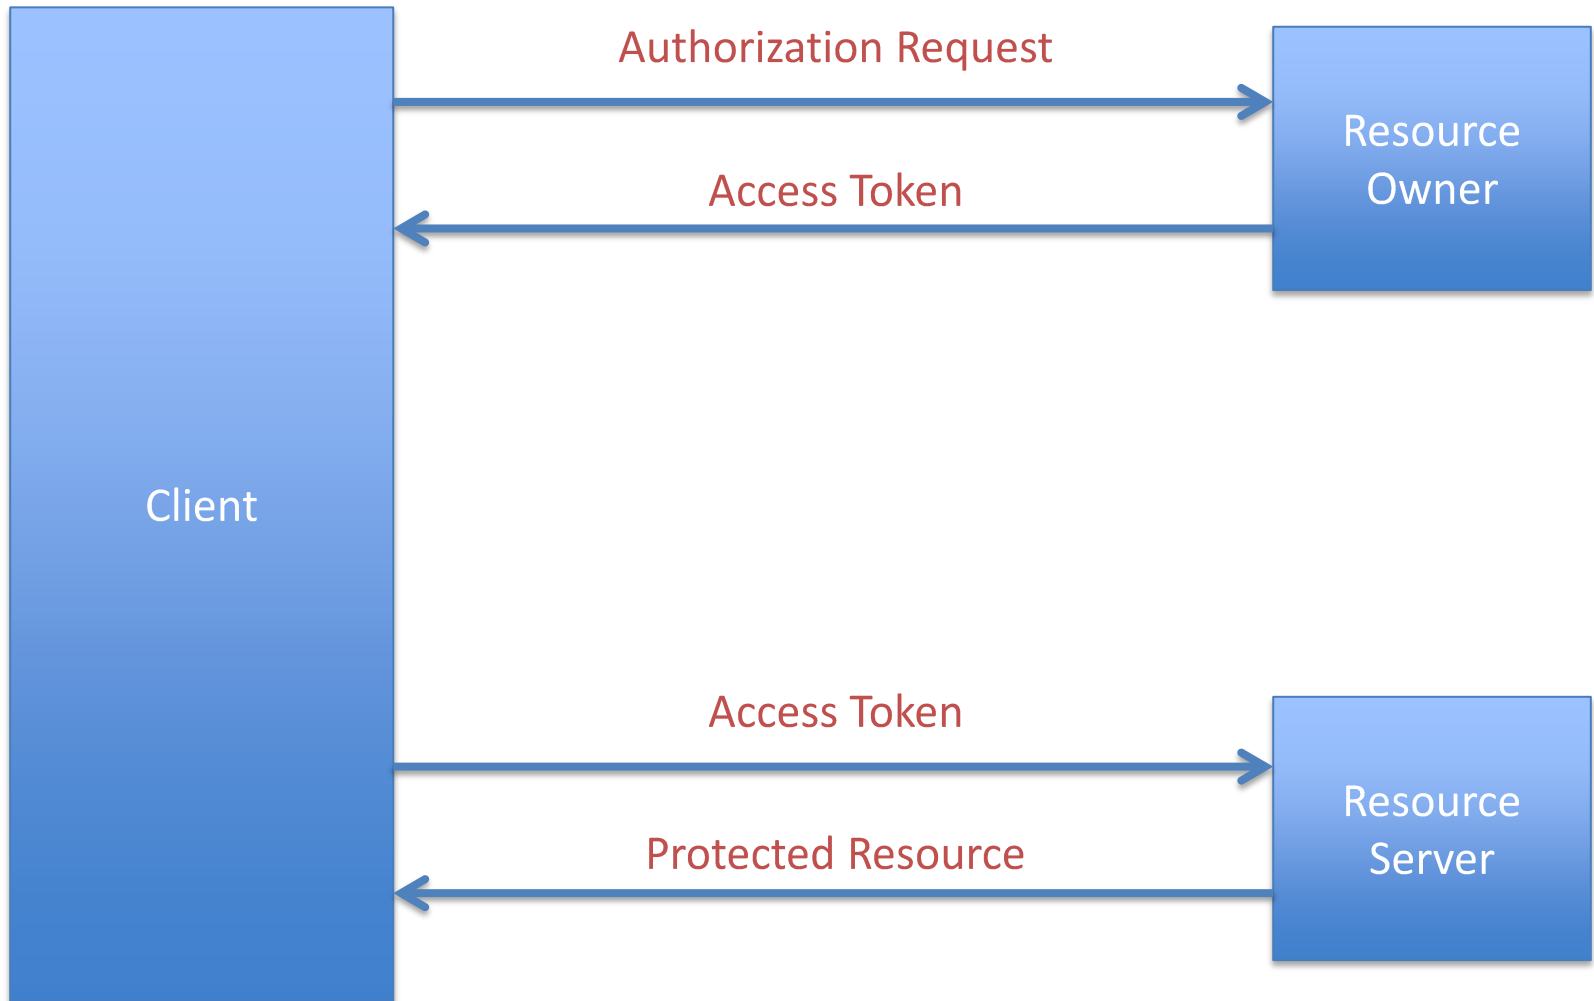 Authorization Request
Resource
Owner
Access Token
Client
Access Token
Resource
Server
Protected Resource